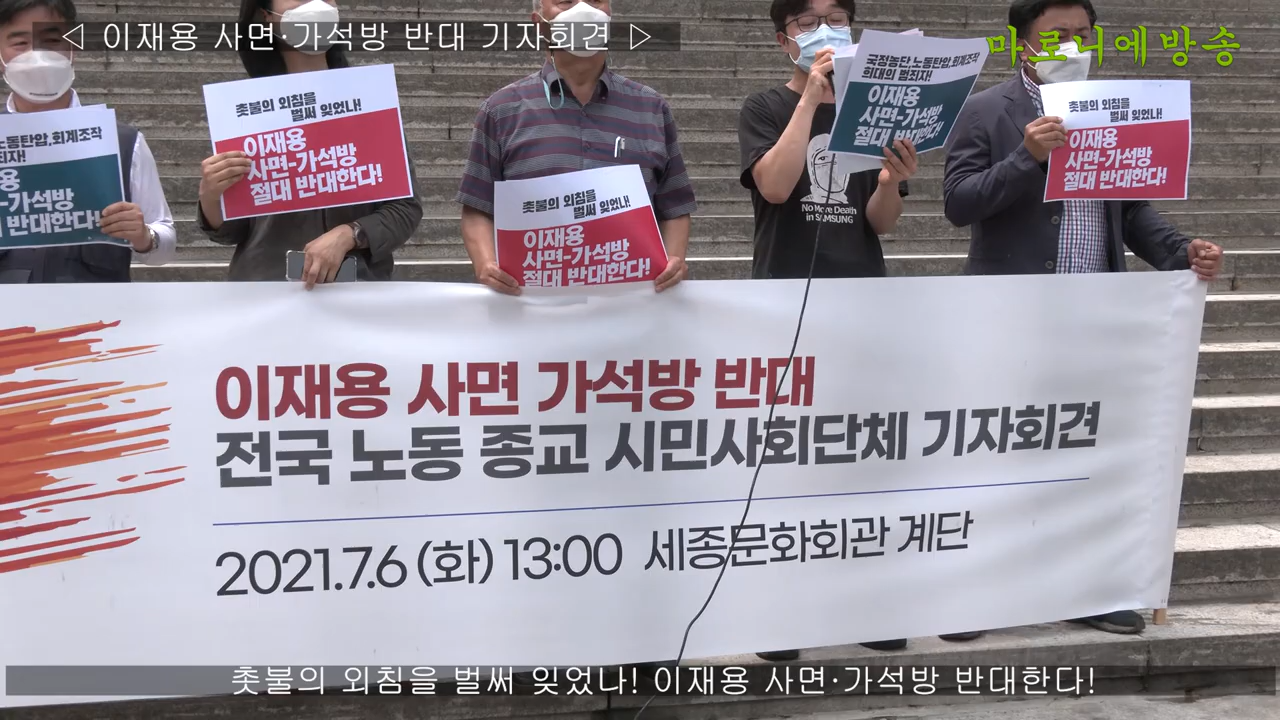 ◁ 이재용 사면·가석방 반대 기자회견 ▷
마로니에방송
노동탄압, 회계조작
-가석방
반대한다!
촛불의 외침을
벌써 잊었나!
이재용
사면-가석방
절대 반대한다!
촛불의 외침을
벌써 잊었나!
이재용
사면-가석방
절대 반대한다!
국정농단, 노동탄압, 회계조작
희대의 범죄자!
이재용
사면-가석방
절대 반대한다!
No More Death
in SAMSUNG
촛불의 외침을
벌써 잊었나!
이재용
사면-가석방
절대 반대한다!
이재용 사면 가석방 반대
전국 노동 종교 시민사회단체 기자회견
2021.7.6 (화) 13:00 세종문화회관 계단
촛불의 외침을 벌써 잊었나! 이재용 사면·가석방 반대한다!